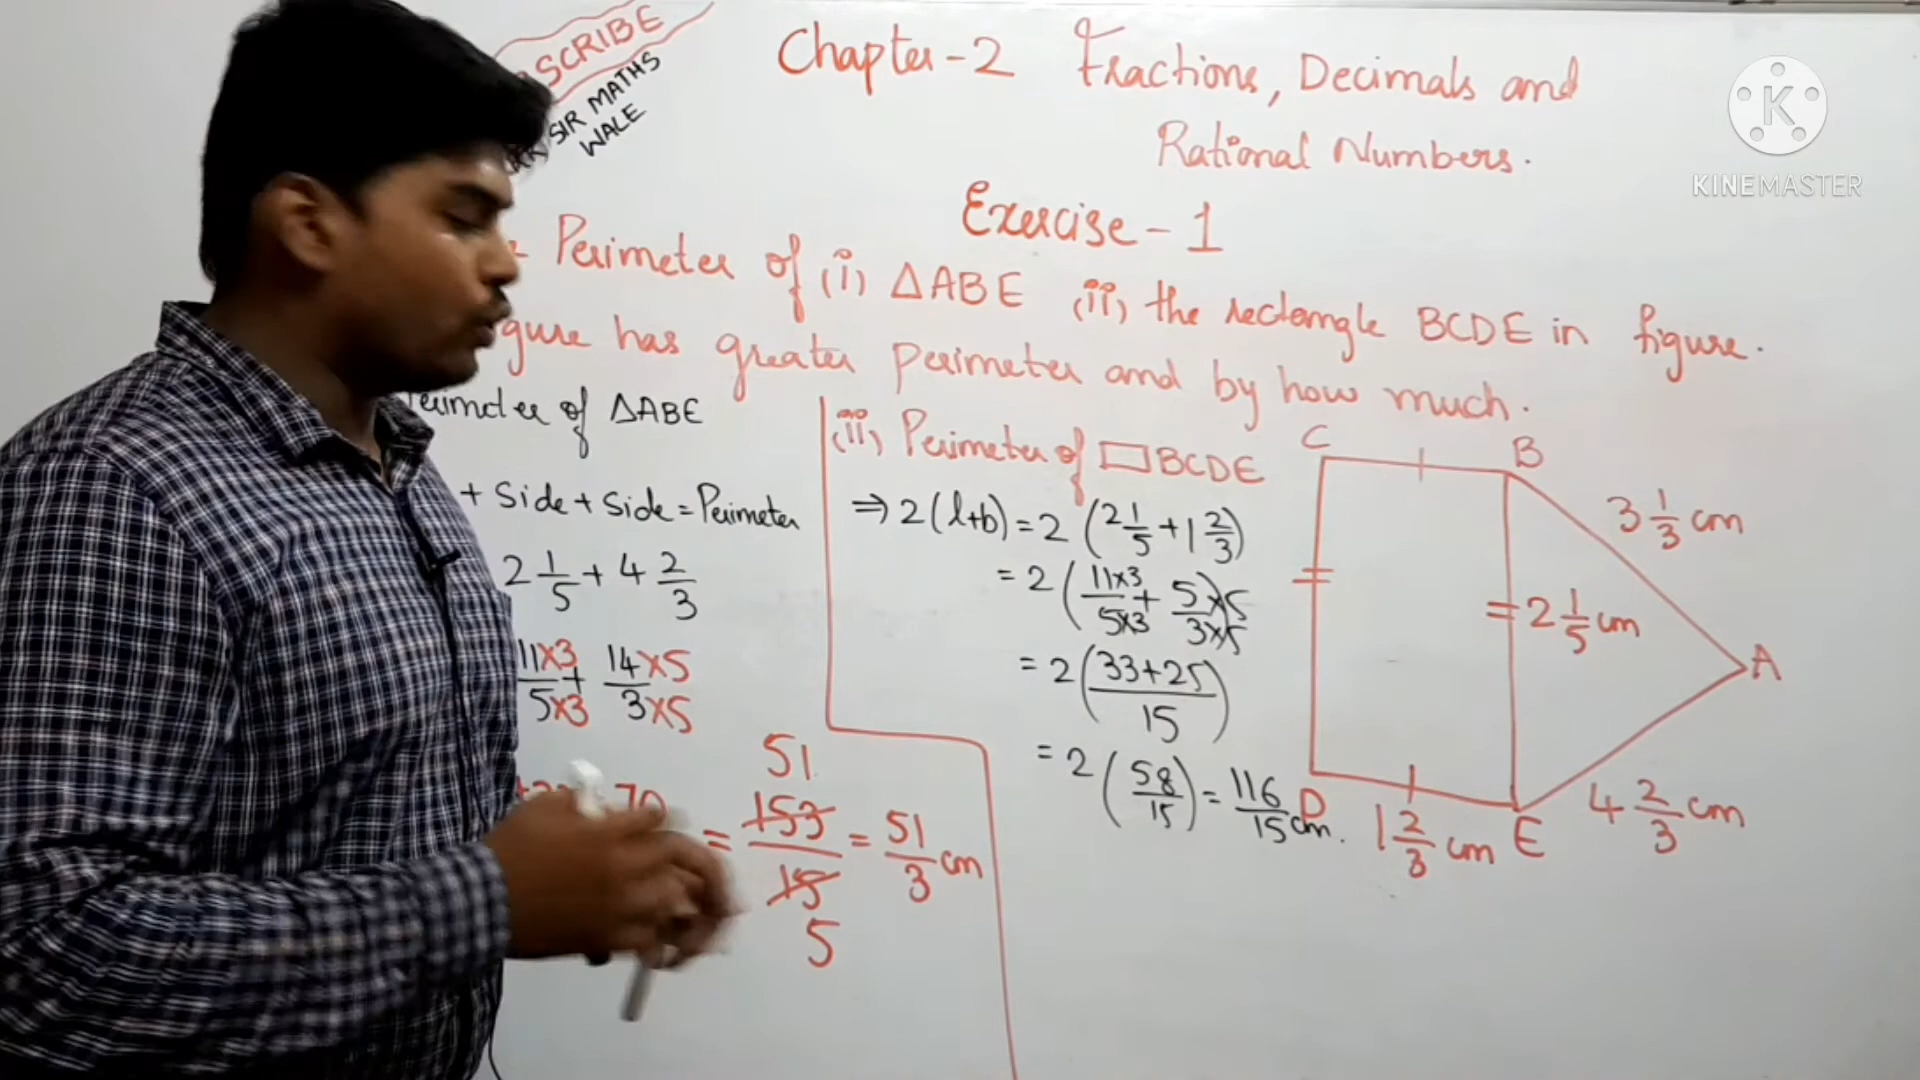 SCRIBE
SIR MATHS
WALE
Chapter-2 Fractions, Decimals and
Rational Numbers.
KINEMASTER
Exercise-1
Perimeter of (i) △ABE (ii) the rectangle BCDE in figure.
gure has greater perimeter and by how much.
erimeter of △ABE
+ Side + Side = Perimeter
2 1/5 + 4 2/3
11×3/5×3 + 14×5/3×5
70
= 153/15 = 51/3 cm
51
5
(ii) Perimeter of ▭BCDE
⇒ 2(l+b) = 2 (2 1/5 + 1 2/3)
= 2 (11×3/5×3 + 5×5/3×5)
= 2 (33+25/15)
= 2 (58/15) = 116/15 cm.
C
B
3 1/3 cm
= 2 1/5 cm
A
D
1 2/3 cm
E
4 2/3 cm